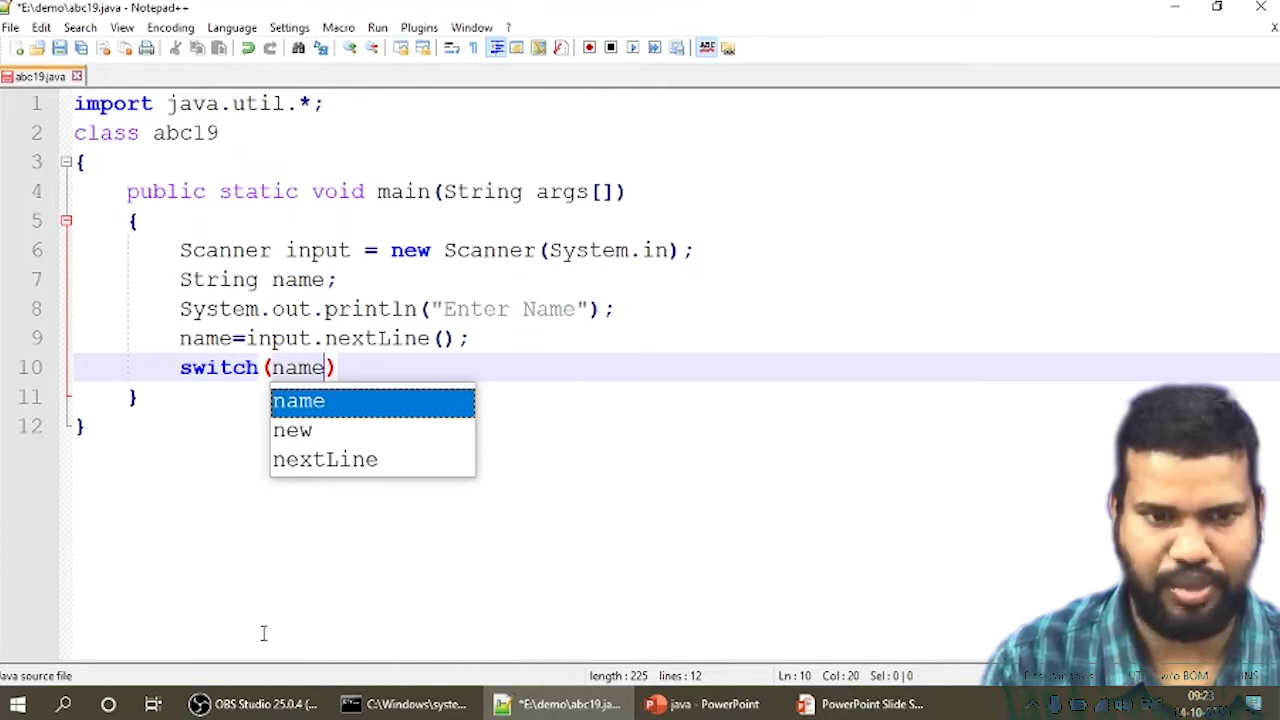 *E:\demo\abc19.java - Notepad++
File Edit Search View Encoding Language Settings Macro Run Plugins Window ?
abc19.java
1 import java.util.*;
2 class abc19
3 {
4 public static void main(String args[])
5 {
6 Scanner input = new Scanner(System.in);
7 String name;
8 System.out.println("Enter Name");
9 name=input.nextLine();
10 switch(name)
11 }
12 }
name
new
nextLine
Java source file length : 225 lines : 12 Ln : 10 Col : 20 Sel : 0 | 0 INS
OBS Studio 25.0.4 (... C:\Windows\syste... *E:\demo\abc19.ja... java - PowerPoint PowerPoint Slide S... 09:23